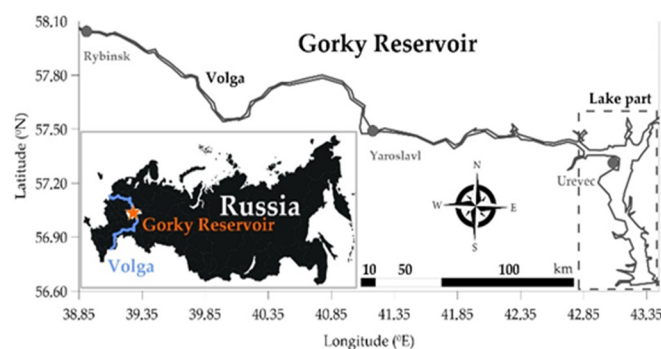 Gorky Reservoir
58.10
57.80
57.50
57.20
56.90
56.60
Latitude (⁰N)
Rybinsk
Volga
Yaroslavl
Lake part
Urevec
Russia
Gorky Reservoir
Volga
N
W
E
S
10 50 100 km
38.85 39.35 39.85 40.35 40.85 41.35 41.85 42.35 42.85 43.35
Longitude (⁰E)